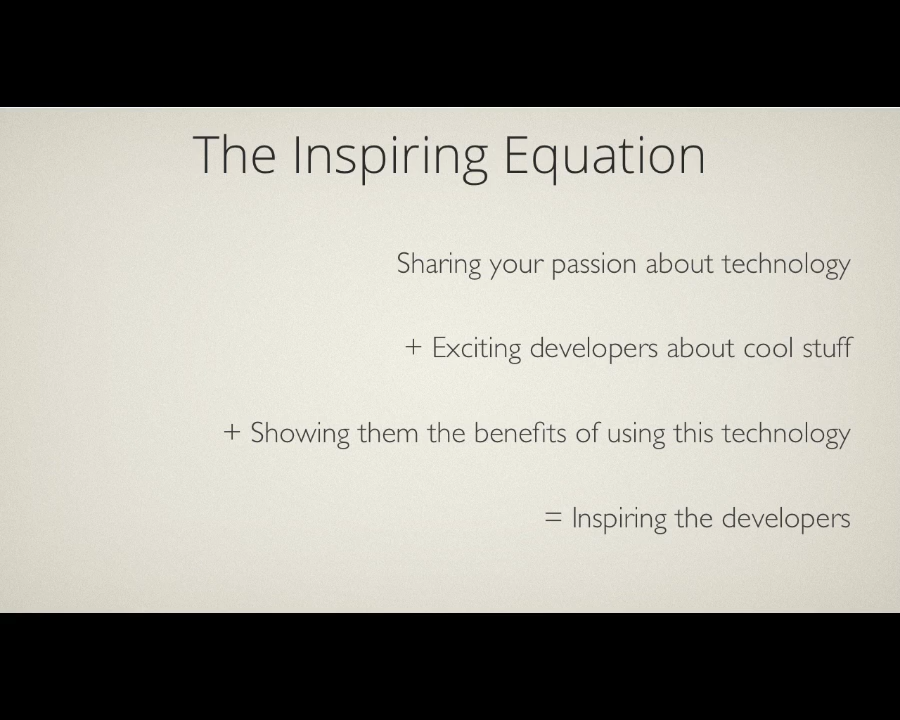 The Inspiring Equation
Sharing your passion about technology
+ Exciting developers about cool stuff
+ Showing them the benefits of using this technology
= Inspiring the developers